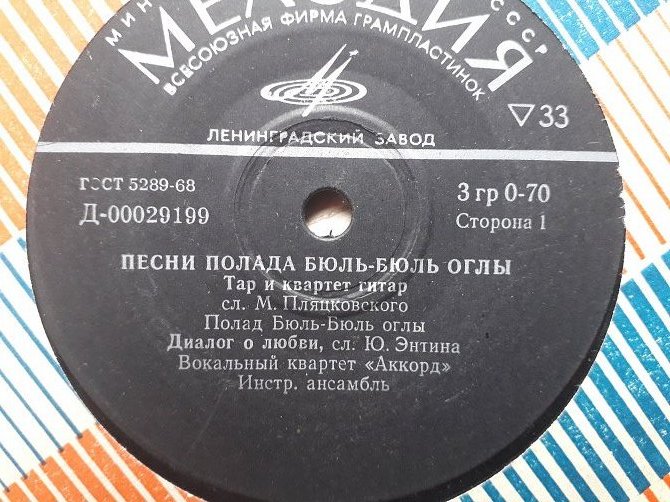 МИН СССР
МЕЛОДИЯ
ВСЕСОЮЗНАЯ ФИРМА ГРАМПЛАСТИНОК
▽33
ЛЕНИНГРАДСКИЙ ЗАВОД
ГОСТ 5289-68
3 гр 0-70
Д-00029199
Сторона 1
ПЕСНИ ПОЛАДА БЮЛЬ-БЮЛЬ ОГЛЫ
Тар и квартет гитар
сл. М. Пляцковского
Полад Бюль-Бюль оглы
Диалог о любви, сл. Ю. Энтина
Вокальный квартет «Аккорд»
Инстр. ансамбль